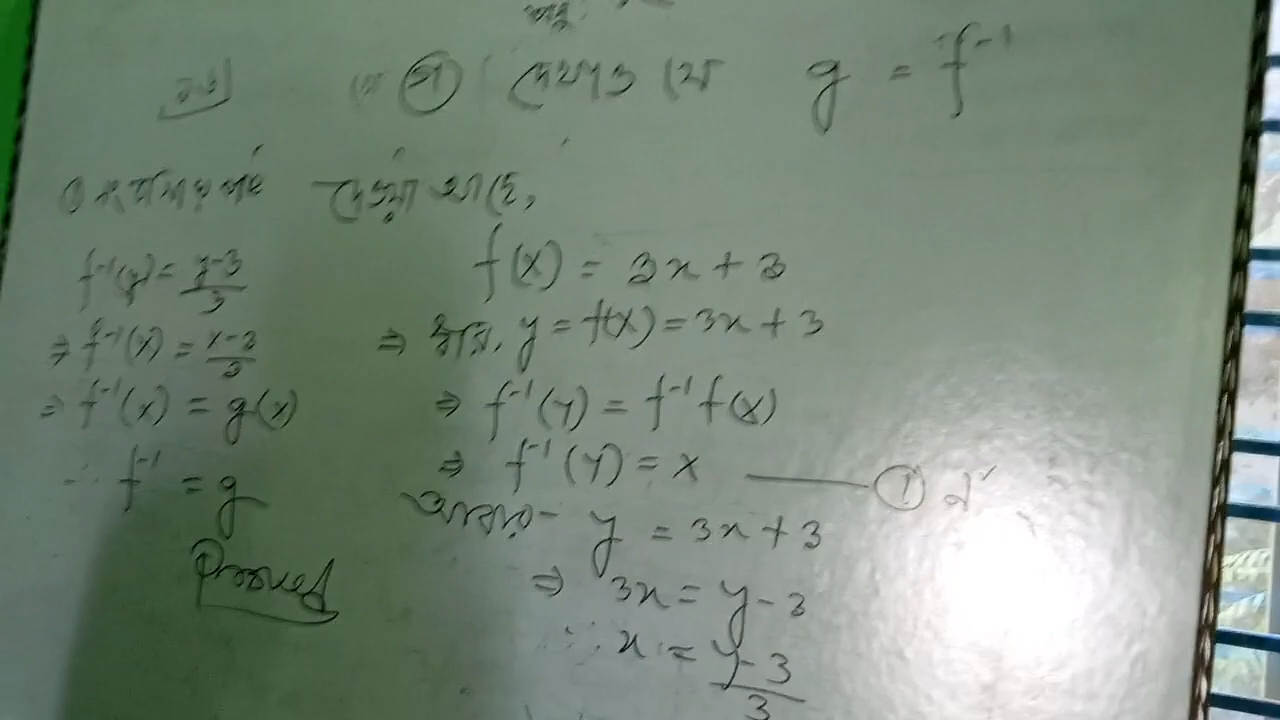 (গ) দেখাও যে g = f⁻¹
দেওয়া আছে,
f(x) = 3x + 3
⇒ ধরি, y = f(x) = 3x + 3
⇒ f⁻¹(y) = f⁻¹f(x)
⇒ f⁻¹(y) = x —— ① নং
আবার- y = 3x + 3
⇒ 3x = y - 3
∴ x = (y-3)/3
① নং
f⁻¹(y) = (y-3)/3
⇒ f⁻¹(x) = (x-3)/3
⇒ f⁻¹(x) = g(x)
∴ f⁻¹ = g
Proved